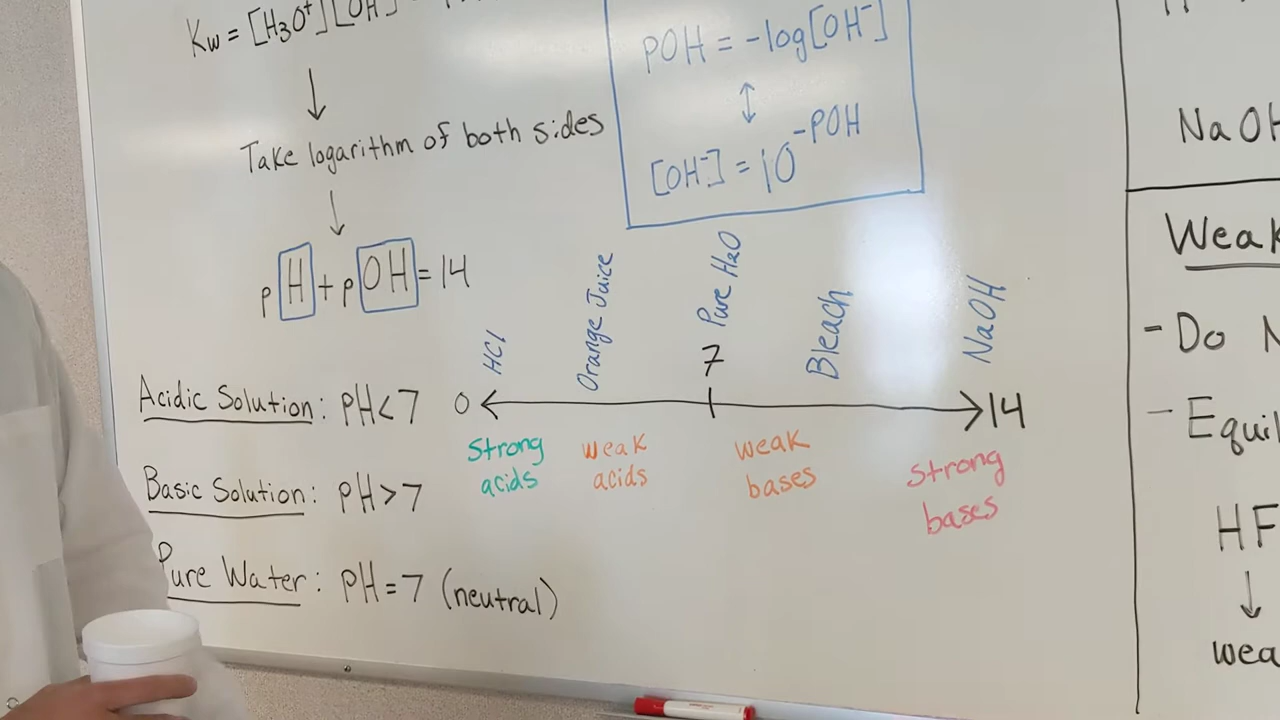 Kw = [H3O+][OH-]
Take logarithm of both sides
pH + pOH = 14
pOH = -log[OH-]
[OH-] = 10^-pOH
HCl
Orange Juice
Pure H2O
Bleach
NaOH
0
7
14
Strong acids
weak acids
weak bases
Strong bases
Acidic Solution: pH<7
Basic Solution: pH>7
Pure Water: pH=7 (neutral)
NaOH
Weak
- Do
- Equil
HF
wea